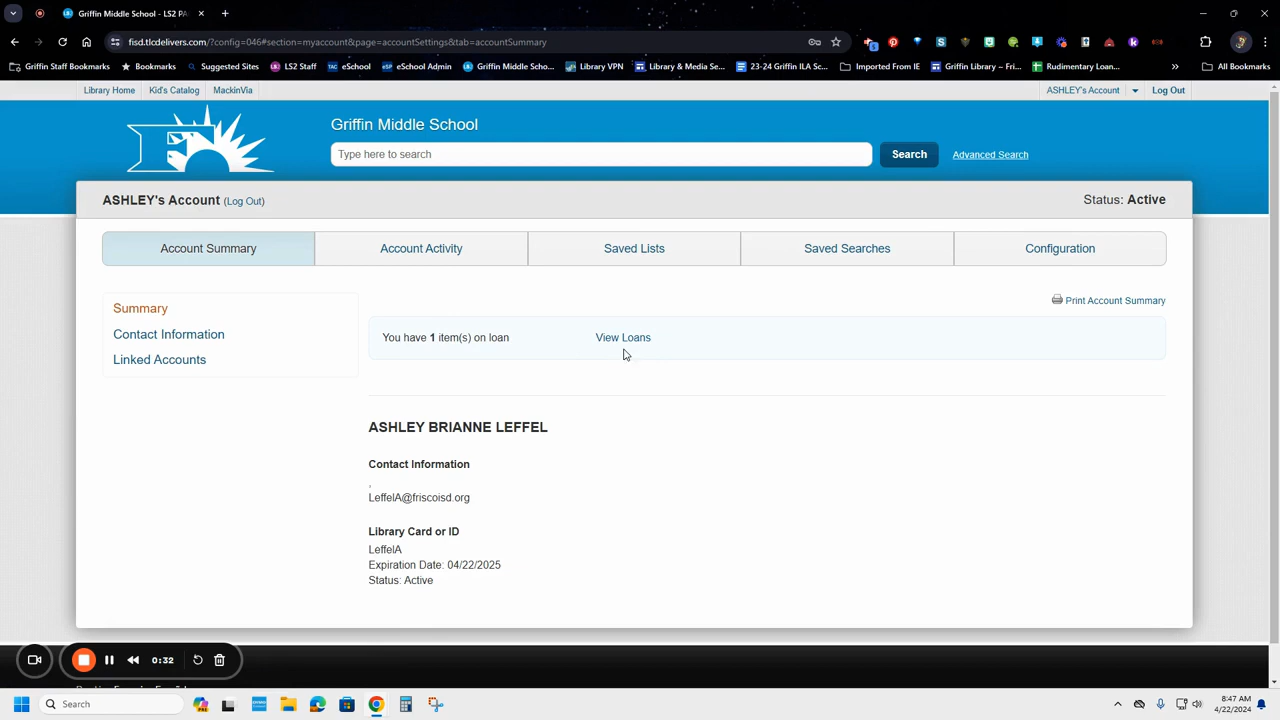 Griffin Middle School - LS2 PA
fisd.tlcdelivers.com/?config=046#section=myaccount&page=accountSettings&tab=accountSummary
Griffin Staff Bookmarks
Bookmarks
Suggested Sites
LS2 Staff
eSchool
eSchool Admin
Griffin Middle Scho...
Library VPN
Library & Media Se...
23-24 Griffin ILA Sc...
Imported From IE
Griffin Library ~ Fri...
Rudimentary Loan...
All Bookmarks
Library Home
Kid's Catalog
MackinVia
ASHLEY's Account
Log Out
Griffin Middle School
Type here to search
Search
Advanced Search
ASHLEY's Account (Log Out)
Status: Active
Account Summary
Account Activity
Saved Lists
Saved Searches
Configuration
Summary
Contact Information
Linked Accounts
Print Account Summary
You have 1 item(s) on loan
View Loans
ASHLEY BRIANNE LEFFEL
Contact Information
,
LeffelA@friscoisd.org
Library Card or ID
LeffelA
Expiration Date: 04/22/2025
Status: Active
0:32
Search
8:47 AM
4/22/2024